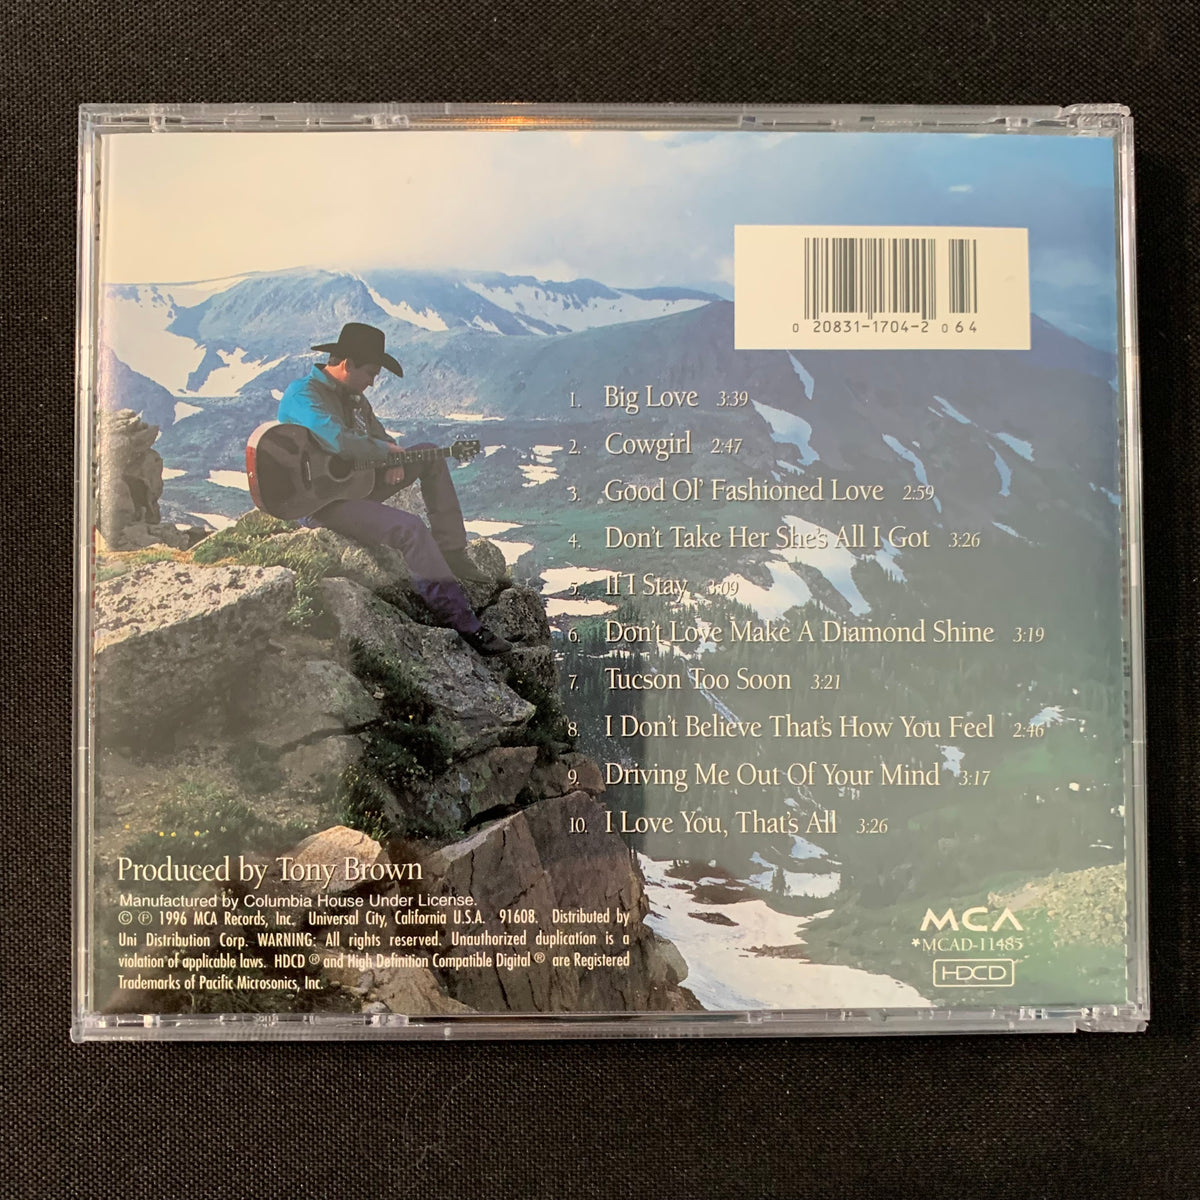 0 20831-1704-2 0 6 4
1. Big Love 3:39
2. Cowgirl 2:47
3. Good Ol' Fashioned Love 2:59
4. Don't Take Her She's All I Got 3:26
5. If I Stay 3:09
6. Don't Love Make A Diamond Shine 3:19
7. Tucson Too Soon 3:21
8. I Don't Believe That's How You Feel 2:46
9. Driving Me Out Of Your Mind 3:17
10. I Love You, That's All 3:26
Produced by Tony Brown
Manufactured by Columbia House Under License.
© ℗ 1996 MCA Records, Inc. Universal City, California U.S.A. 91608. Distributed by
Uni Distribution Corp. WARNING: All rights reserved. Unauthorized duplication is a
violation of applicable laws. HDCD ® and High Definition Compatible Digital ® are Registered
Trademarks of Pacific Microsonics, Inc.
MCA
*MCAD-11485
HDCD